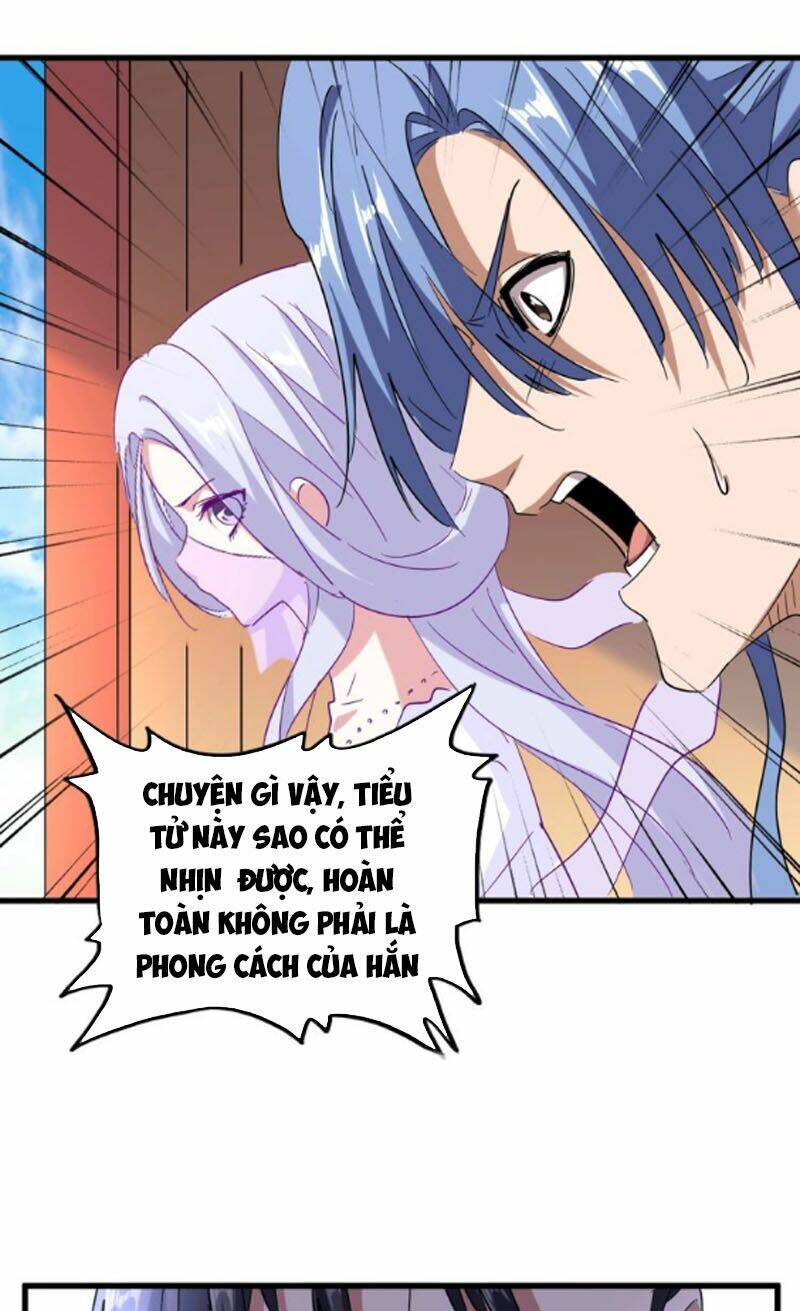 CHUYỆN GÌ VẬY, TIỂU
TỬ NÀY SAO CÓ THỂ
NHỊN ĐƯỢC, HOÀN
TOÀN KHÔNG PHẢI LÀ
PHONG CÁCH CỦA HẮN